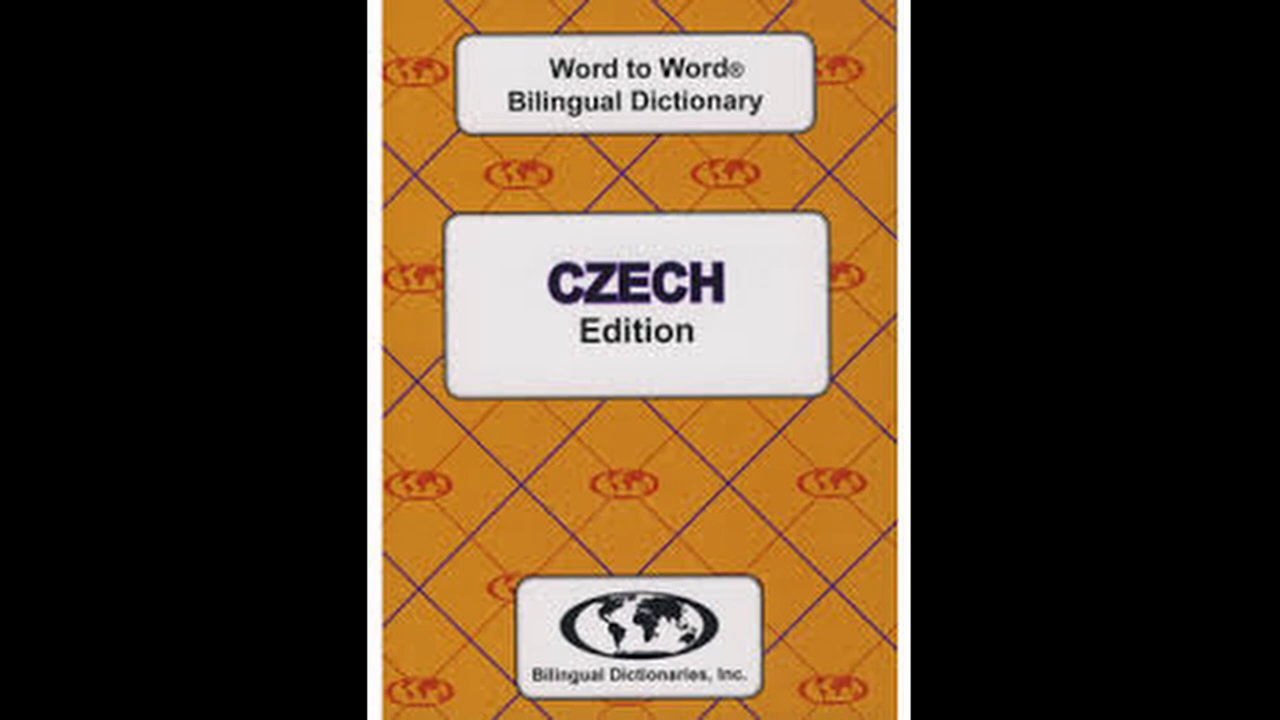 Word to Word®
Bilingual Dictionary
CZECH
Edition
Bilingual Dictionaries, Inc.